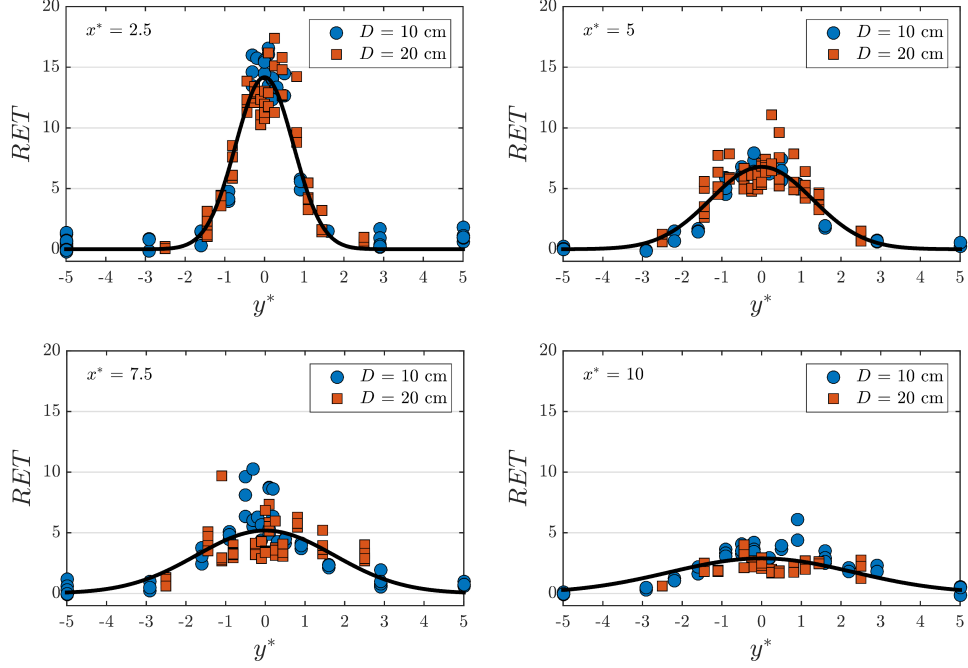 x* = 2.5
D = 10 cm
D = 20 cm
RET
20
15
10
5
0
-5 -4 -3 -2 -1 0 1 2 3 4 5
y*
x* = 5
D = 10 cm
D = 20 cm
RET
20
15
10
5
0
-5 -4 -3 -2 -1 0 1 2 3 4 5
y*
x* = 7.5
D = 10 cm
D = 20 cm
RET
20
15
10
5
0
-5 -4 -3 -2 -1 0 1 2 3 4 5
y*
x* = 10
D = 10 cm
D = 20 cm
RET
20
15
10
5
0
-5 -4 -3 -2 -1 0 1 2 3 4 5
y*